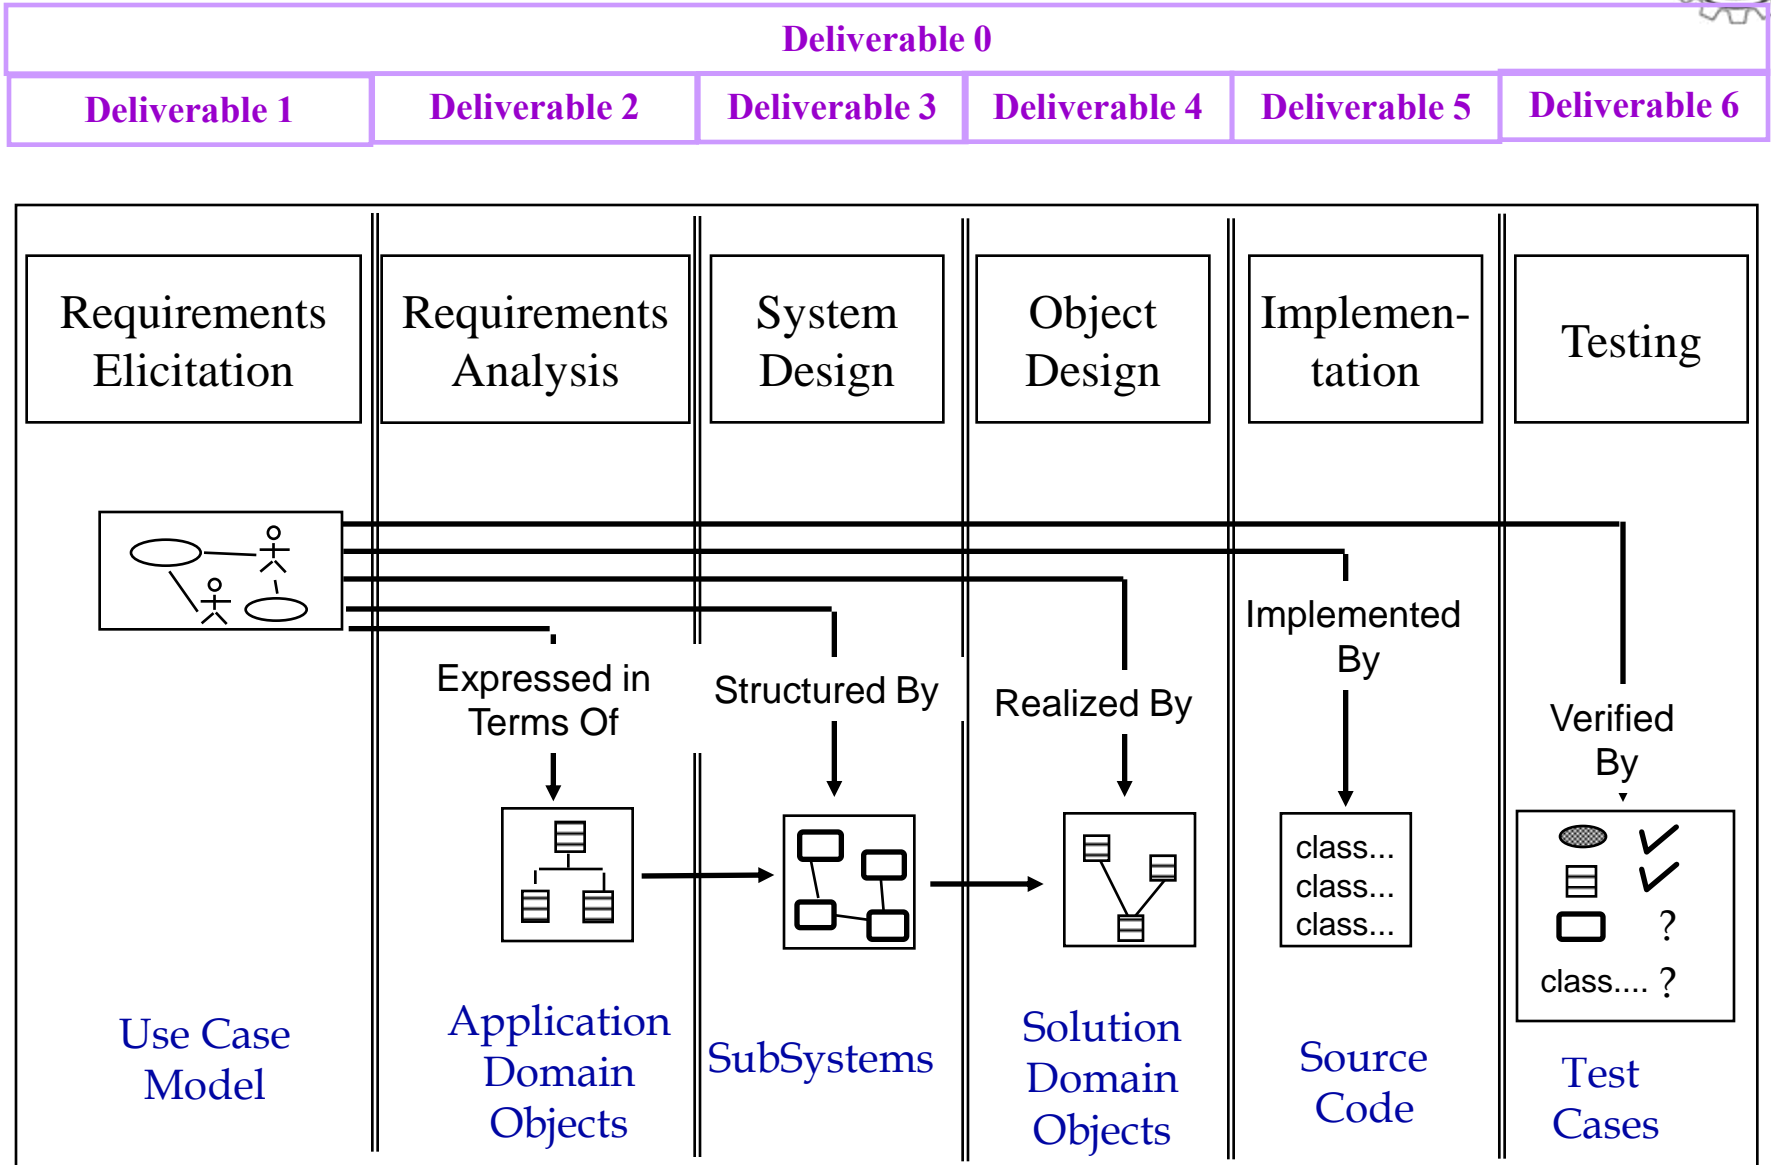 Deliverable 0
Deliverable 1
Deliverable 2
Deliverable 3
Deliverable 4
Deliverable 5
Deliverable 6
Requirements
Elicitation
Requirements
Analysis
System
Design
Object
Design
Implemen-
tation
Testing
Expressed in
Terms Of
Structured By
Realized By
Implemented
By
Verified
By
class...
class...
class...
?
class.... ?
Use Case
Model
Application
Domain
Objects
SubSystems
Solution
Domain
Objects
Source
Code
Test
Cases